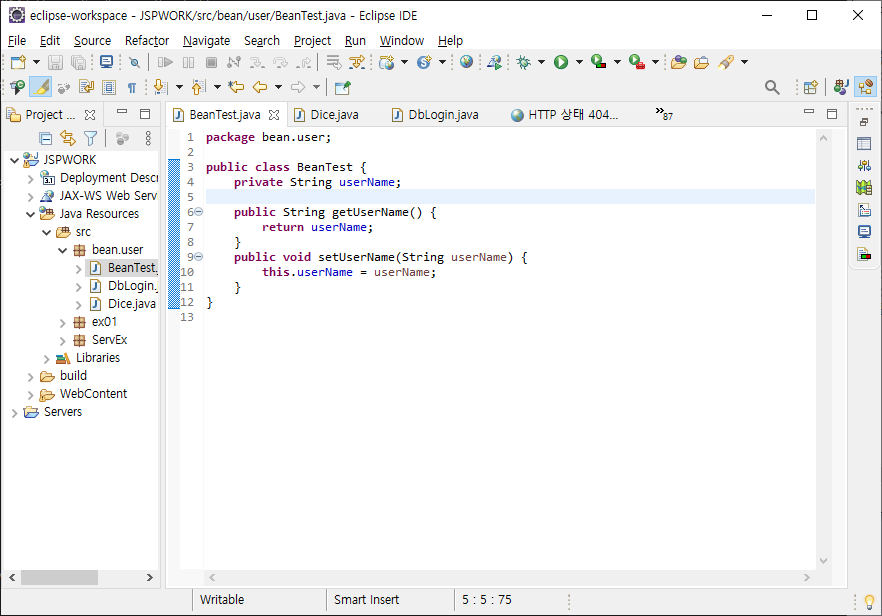 eclipse-workspace - JSPWORK/src/bean/user/BeanTest.java - Eclipse IDE
File Edit Source Refactor Navigate Search Project Run Window Help
Project ...
BeanTest.java
Dice.java
DbLogin.java
HTTP 상태 404...
»87
JSPWORK
Deployment Descr
JAX-WS Web Serv
Java Resources
src
bean.user
BeanTest.
DbLogin.
Dice.java
ex01
ServEx
Libraries
build
WebContent
Servers
1 package bean.user;
2
3 public class BeanTest {
4 private String userName;
5
6 public String getUserName() {
7 return userName;
8 }
9 public void setUserName(String userName) {
10 this.userName = userName;
11 }
12 }
13
Writable
Smart Insert
5 : 5 : 75